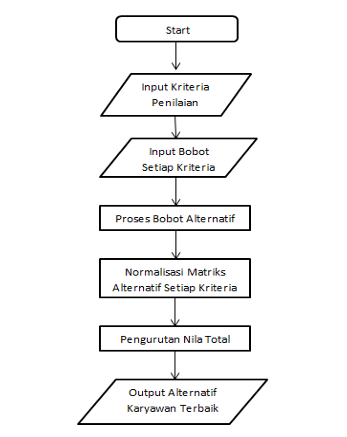 Start
Input Kriteria
Penilaian
Input Bobot
Setiap Kriteria
Proses Bobot Alternatif
Normalisasi Matriks
Alternatif Setiap Kriteria
Pengurutan Nila Total
Output Alternatif
Karyawan Terbaik